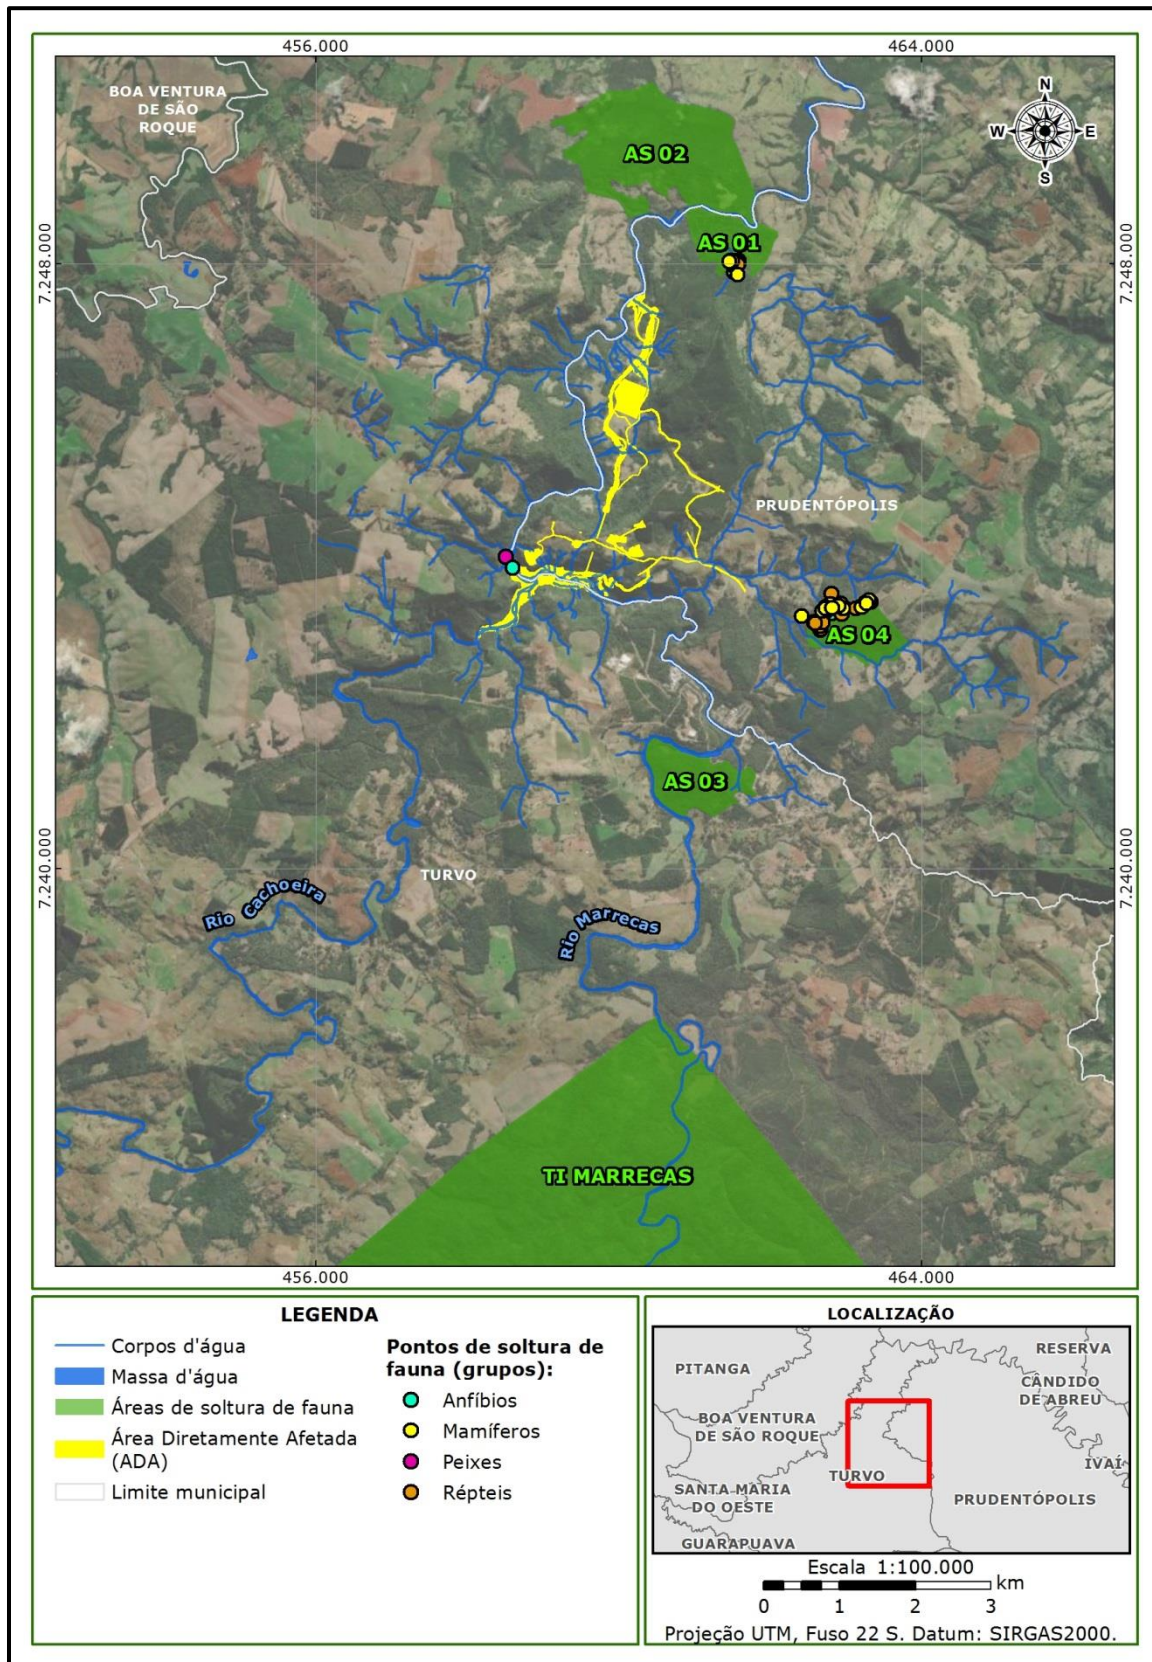 456.000
464.000
BOA VENTURA
DE SÃO
ROQUE
N
W
E
S
AS 02
AS 01
7.248.000
7.248.000
PRUDENTÓPOLIS
AS 04
AS 03
7.240.000
7.240.000
TURVO
Rio Cachoeira
Rio Marrecas
TI MARRECAS
456.000
464.000
LEGENDA
Corpos d'água
Massa d'água
Áreas de soltura de fauna
Área Diretamente Afetada
(ADA)
Limite municipal
Pontos de soltura de
fauna (grupos):
Anfíbios
Mamíferos
Peixes
Répteis
LOCALIZAÇÃO
RESERVA
PITANGA
CÂNDIDO
DE ABREU
BOA VENTURA
DE SÃO ROQUE
IVAÍ
TURVO
SANTA MARIA
DO OESTE
PRUDENTÓPOLIS
GUARAPUAVA
Escala 1:100.000
km
0 1 2 3
Projeção UTM, Fuso 22 S. Datum: SIRGAS2000.